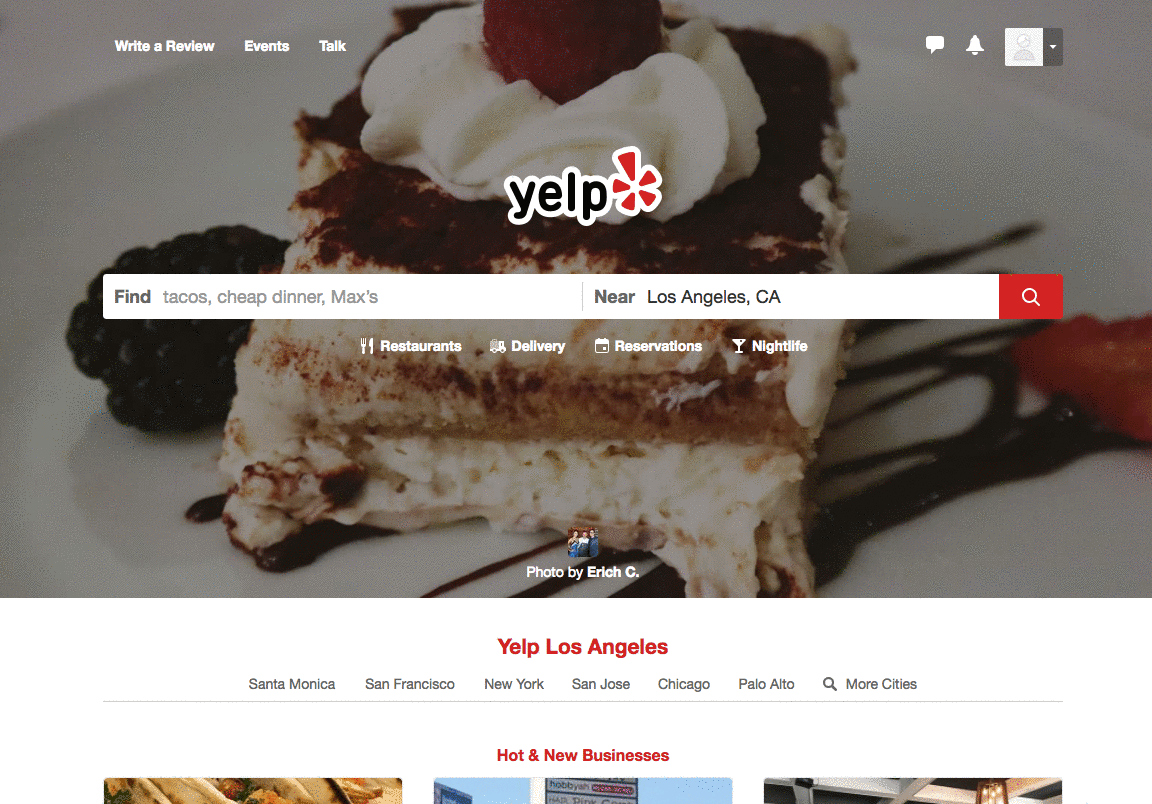 Write a Review Events Talk
yelp
Find tacos, cheap dinner, Max’s Near Los Angeles, CA
Restaurants Delivery Reservations Nightlife
Photo by Erich C.
Yelp Los Angeles
Santa Monica San Francisco New York San Jose Chicago Palo Alto More Cities
Hot & New Businesses
hobbyah